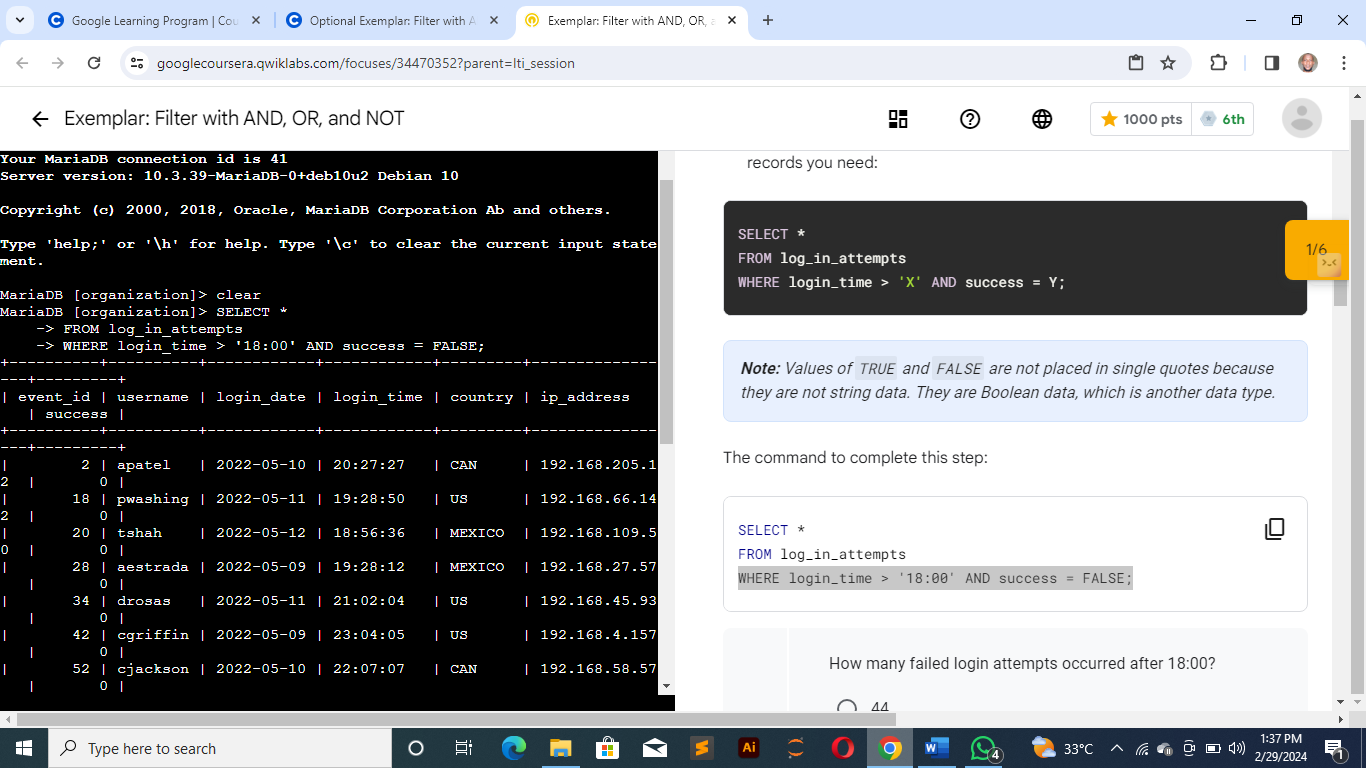 Google Learning Program | Cou
Optional Exemplar: Filter with A
Exemplar: Filter with AND, OR, a
googlecoursera.qwiklabs.com/focuses/34470352?parent=lti_session
Exemplar: Filter with AND, OR, and NOT
1000 pts
6th
Your MariaDB connection id is 41
Server version: 10.3.39-MariaDB-0+deb10u2 Debian 10
Copyright (c) 2000, 2018, Oracle, MariaDB Corporation Ab and others.
Type 'help;' or '\h' for help. Type '\c' to clear the current input state
ment.
MariaDB [organization]> clear
MariaDB [organization]> SELECT *
    -> FROM log_in_attempts
    -> WHERE login_time > '18:00' AND success = FALSE;
+----------+----------+------------+------------+---------+--------------
---+---------+
| event_id | username | login_date | login_time | country | ip_address
   | success |
+----------+----------+------------+------------+---------+--------------
---+---------+
|        2 | apatel   | 2022-05-10 | 20:27:27   | CAN     | 192.168.205.1
2  |       0 |
|       18 | pwashing | 2022-05-11 | 19:28:50   | US      | 192.168.66.14
2  |       0 |
|       20 | tshah    | 2022-05-12 | 18:56:36   | MEXICO  | 192.168.109.5
0  |       0 |
|       28 | aestrada | 2022-05-09 | 19:28:12   | MEXICO  | 192.168.27.57
   |       0 |
|       34 | drosas   | 2022-05-11 | 21:02:04   | US      | 192.168.45.93
   |       0 |
|       42 | cgriffin | 2022-05-09 | 23:04:05   | US      | 192.168.4.157
   |       0 |
|       52 | cjackson | 2022-05-10 | 22:07:07   | CAN     | 192.168.58.57
   |       0 |
records you need:
SELECT *
FROM log_in_attempts
WHERE login_time > 'X' AND success = Y;
1/6
Note: Values of TRUE and FALSE are not placed in single quotes because
they are not string data. They are Boolean data, which is another data type.
The command to complete this step:
SELECT *
FROM log_in_attempts
WHERE login_time > '18:00' AND success = FALSE;
How many failed login attempts occurred after 18:00?
44
Type here to search
Ai
W
4
33°C
1:37 PM
2/29/2024
1